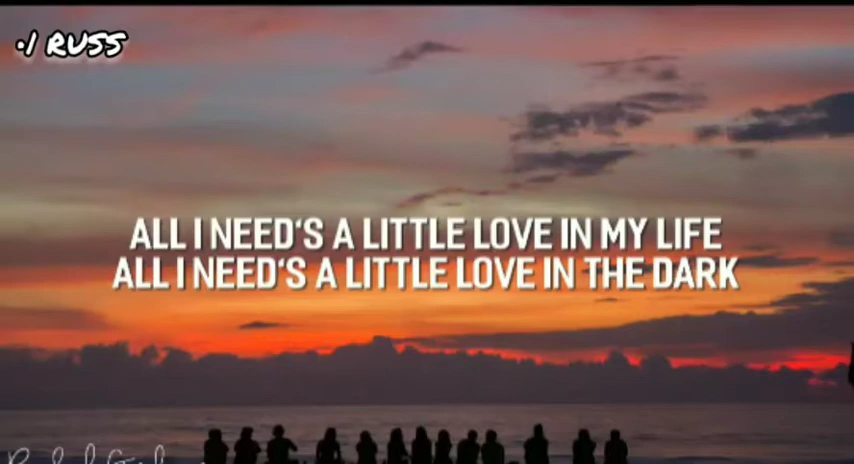 ·/ RUSS
ALL I NEED'S A LITTLE LOVE IN MY LIFE
ALL I NEED'S A LITTLE LOVE IN THE DARK